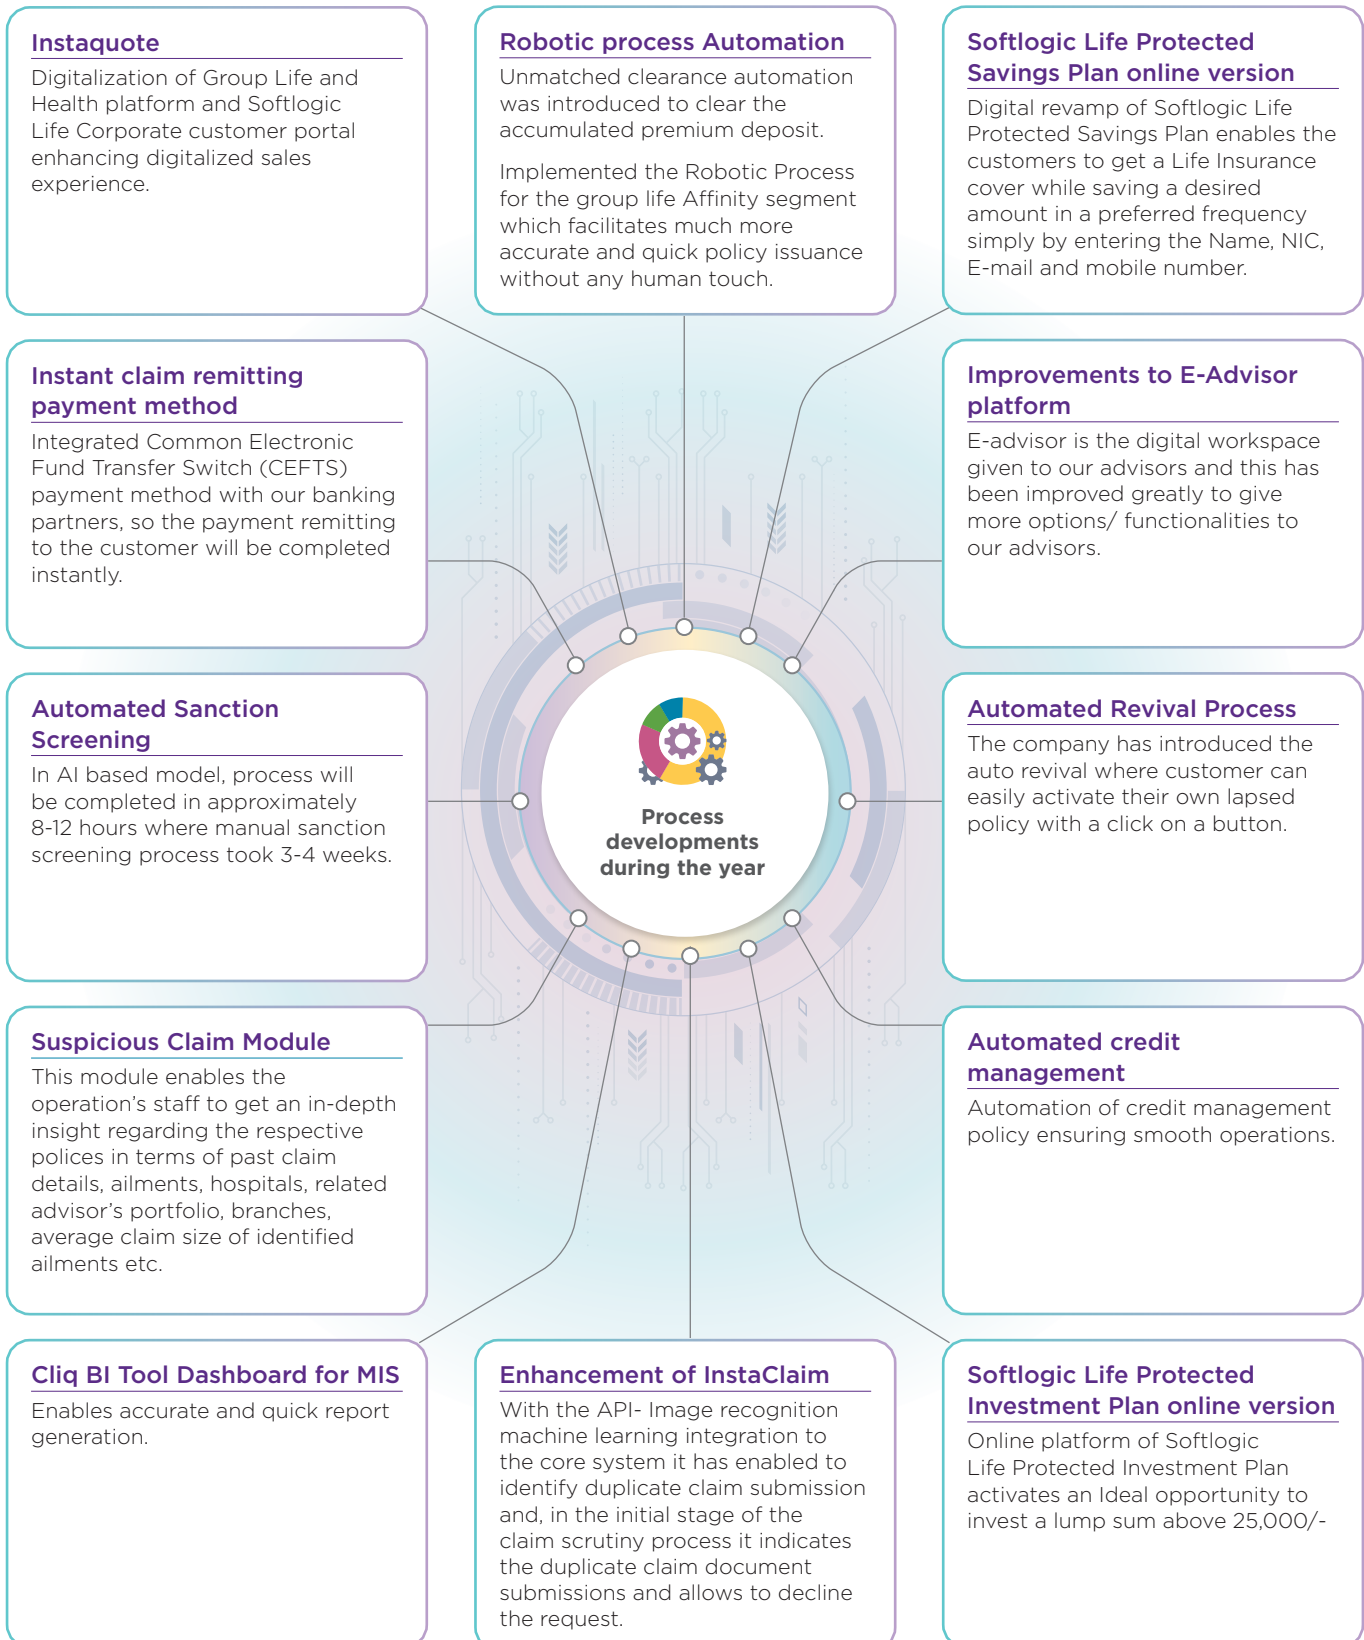 Instaquote
Digitalization of Group Life and
Health platform and Softlogic
Life Corporate customer portal
enhancing digitalized sales
experience.
Robotic process Automation
Unmatched clearance automation
was introduced to clear the
accumulated premium deposit.
Implemented the Robotic Process
for the group life Affinity segment
which facilitates much more
accurate and quick policy issuance
without any human touch.
Softlogic Life Protected
Savings Plan online version
Digital revamp of Softlogic Life
Protected Savings Plan enables the
customers to get a Life Insurance
cover while saving a desired
amount in a preferred frequency
simply by entering the Name, NIC,
E-mail and mobile number.
Instant claim remitting
payment method
Integrated Common Electronic
Fund Transfer Switch (CEFTS)
payment method with our banking
partners, so the payment remitting
to the customer will be completed
instantly.
Improvements to E-Advisor
platform
E-advisor is the digital workspace
given to our advisors and this has
been improved greatly to give
more options/ functionalities to
our advisors.
Automated Sanction
Screening
In AI based model, process will
be completed in approximately
8-12 hours where manual sanction
screening process took 3-4 weeks.
Process
developments
during the year
Automated Revival Process
The company has introduced the
auto revival where customer can
easily activate their own lapsed
policy with a click on a button.
Suspicious Claim Module
This module enables the
operation’s staff to get an in-depth
insight regarding the respective
polices in terms of past claim
details, ailments, hospitals, related
advisor’s portfolio, branches,
average claim size of identified
ailments etc.
Automated credit
management
Automation of credit management
policy ensuring smooth operations.
Cliq BI Tool Dashboard for MIS
Enables accurate and quick report
generation.
Enhancement of InstaClaim
With the API- Image recognition
machine learning integration to
the core system it has enabled to
identify duplicate claim submission
and, in the initial stage of the
claim scrutiny process it indicates
the duplicate claim document
submissions and allows to decline
the request.
Softlogic Life Protected
Investment Plan online version
Online platform of Softlogic
Life Protected Investment Plan
activates an Ideal opportunity to
invest a lump sum above 25,000/-